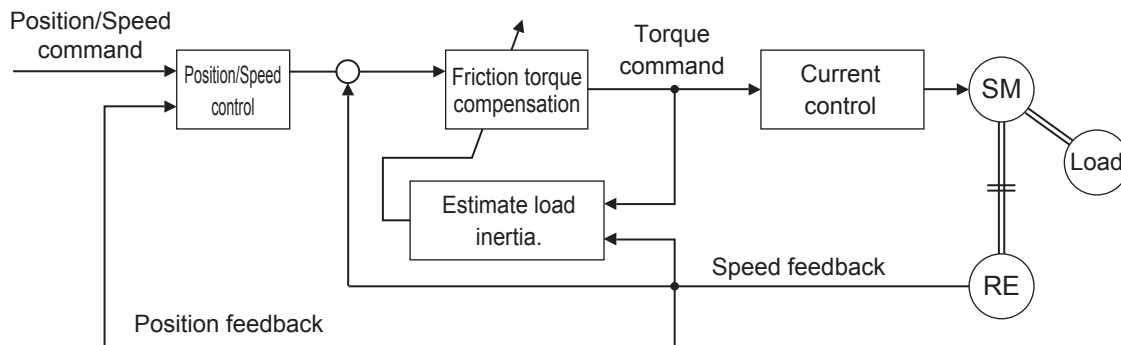 Position/Speed
command
Position/Speed
control
Friction torque
compensation
Torque
command
Current
control
SM
Load
Estimate load
inertia.
Speed feedback
RE
Position feedback